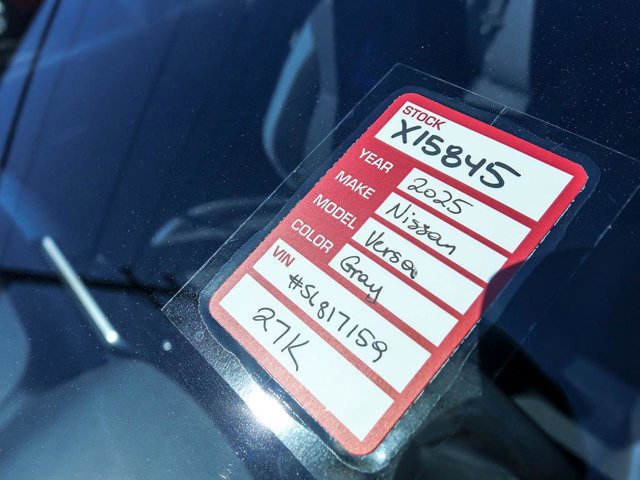 STOCK
X15845
YEAR 2025
MAKE Nissan
MODEL Versa
COLOR Gray
VIN #SL817159
27K